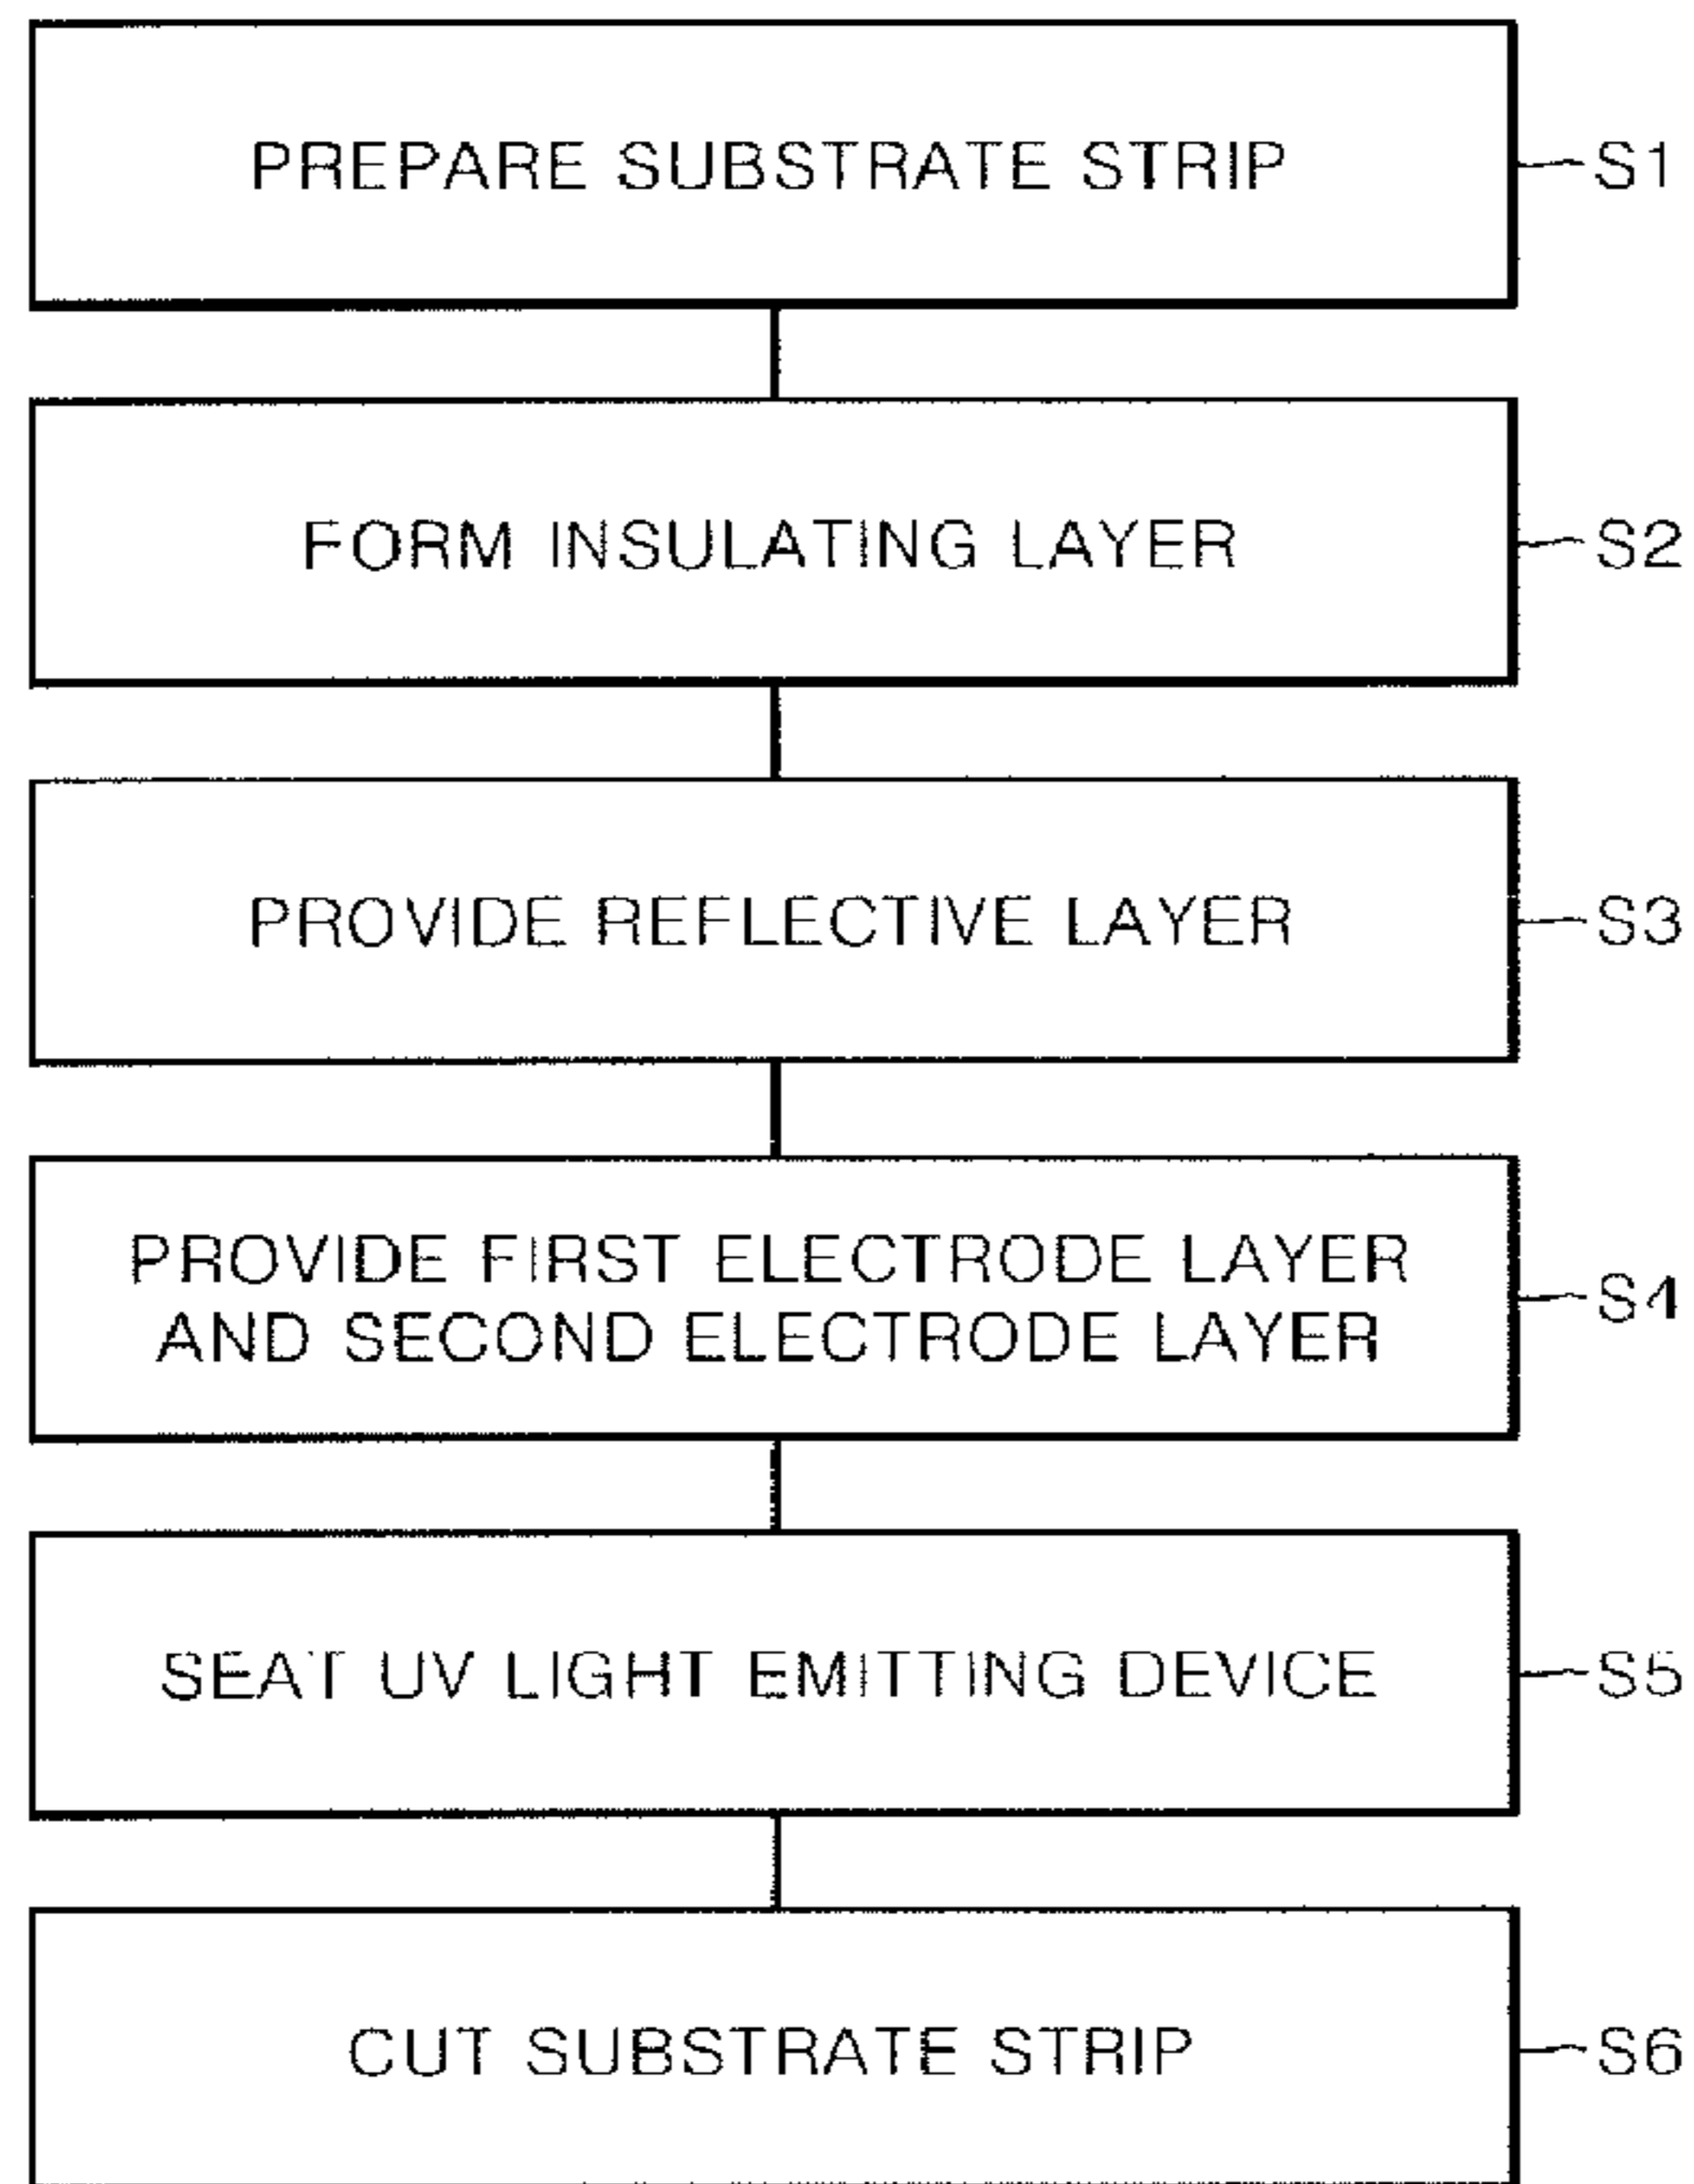 PREPARE SUBSTRATE STRIP
S1
FORM INSULATING LAYER
S2
PROVIDE REFLECTIVE LAYER
S3
PROVIDE FIRST ELECTRODE LAYER
AND SECOND ELECTRODE LAYER
S4
SEAT UV LIGHT EMITTING DEVICE
S5
CUT SUBSTRATE STRIP
S6